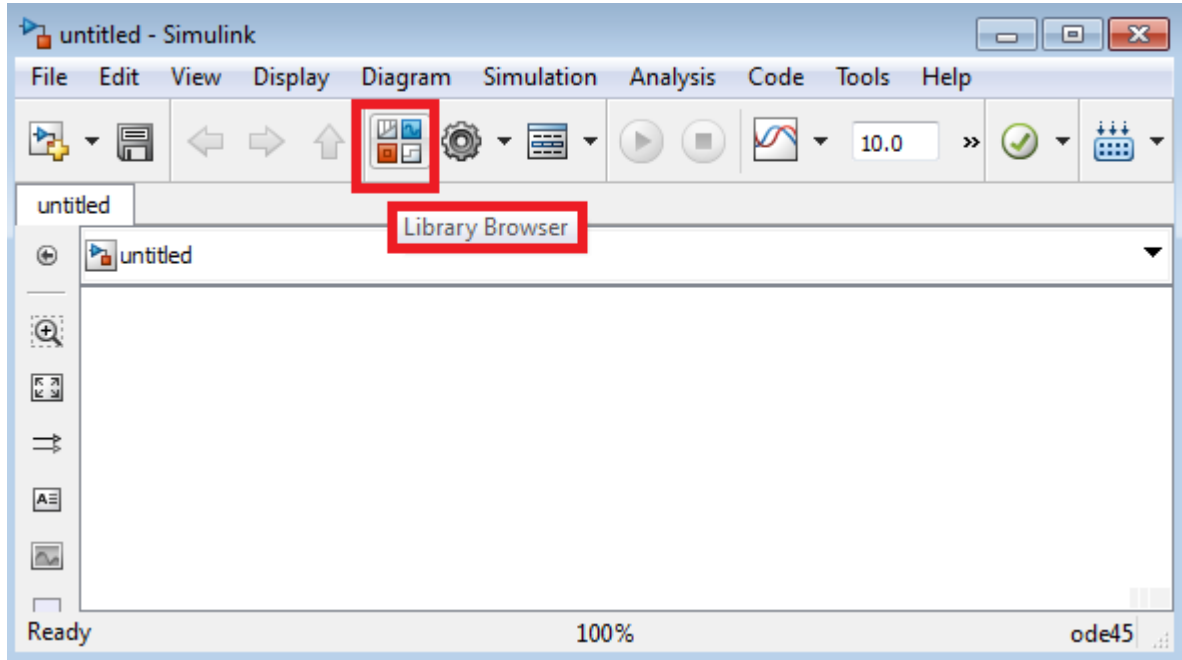 untitled - Simulink
File Edit View Display Diagram Simulation Analysis Code Tools Help
10.0 »
untitled
Library Browser
untitled
Ready 100% ode45